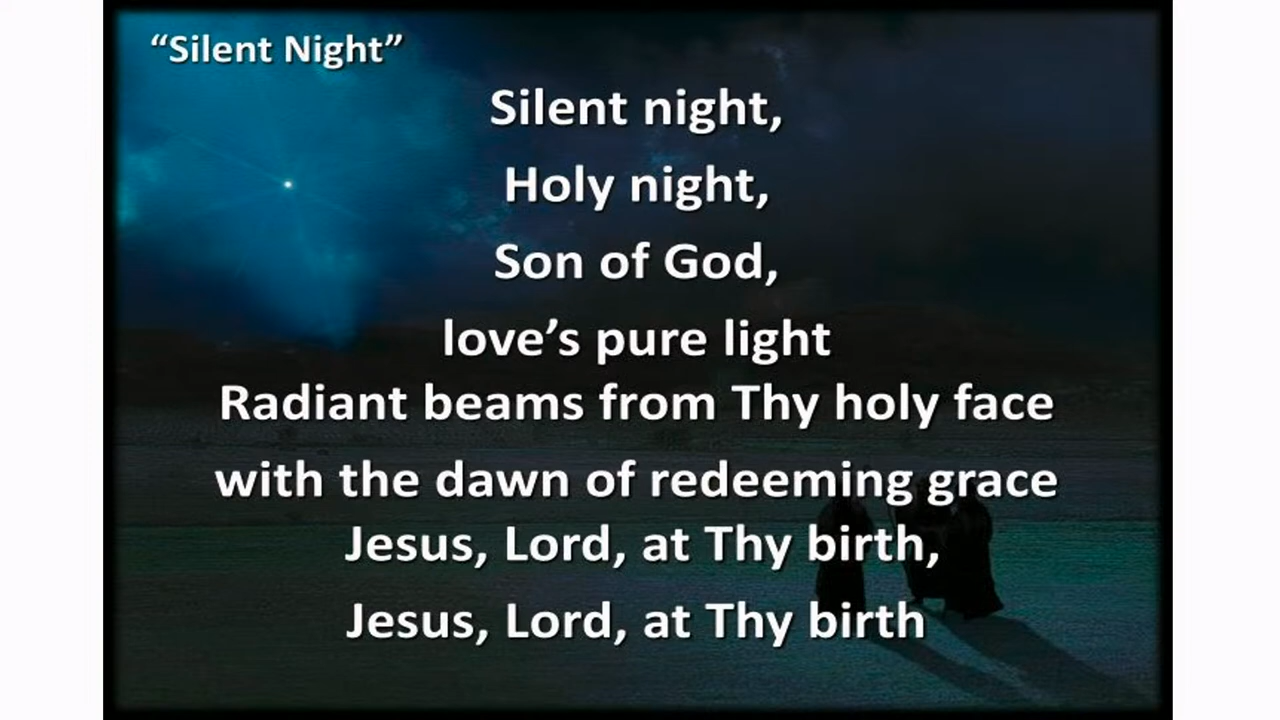 “Silent Night”
Silent night,
Holy night,
Son of God,
love’s pure light
Radiant beams from Thy holy face
with the dawn of redeeming grace
Jesus, Lord, at Thy birth,
Jesus, Lord, at Thy birth